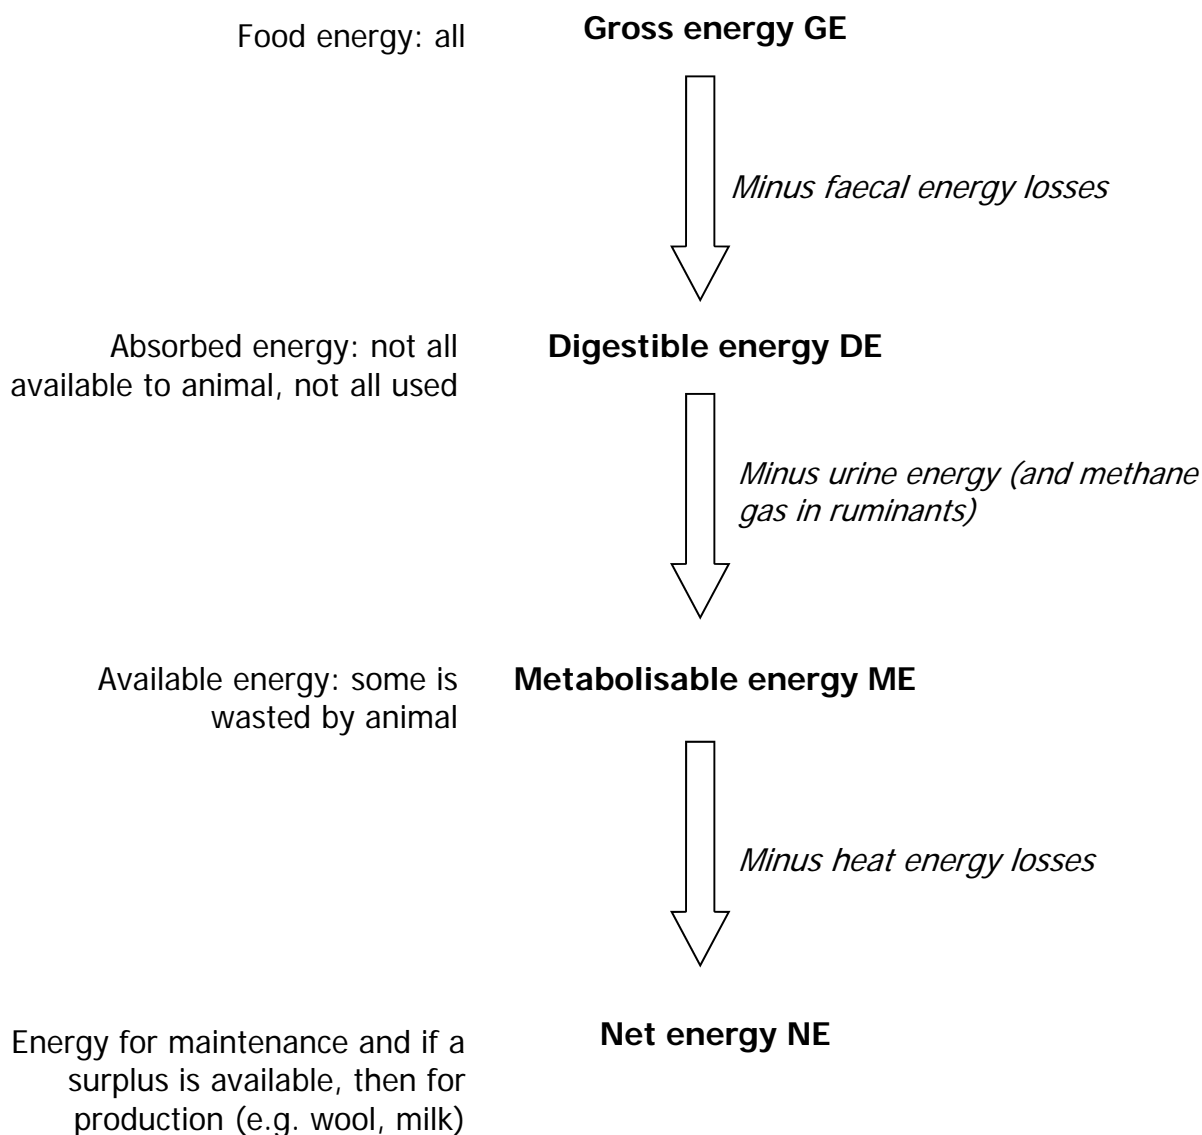 Food energy: all
Gross energy GE
Minus faecal energy losses
Absorbed energy: not all
available to animal, not all used
Digestible energy DE
Minus urine energy (and methane
gas in ruminants)
Available energy: some is
wasted by animal
Metabolisable energy ME
Minus heat energy losses
Energy for maintenance and if a
surplus is available, then for
production (e.g. wool, milk)
Net energy NE